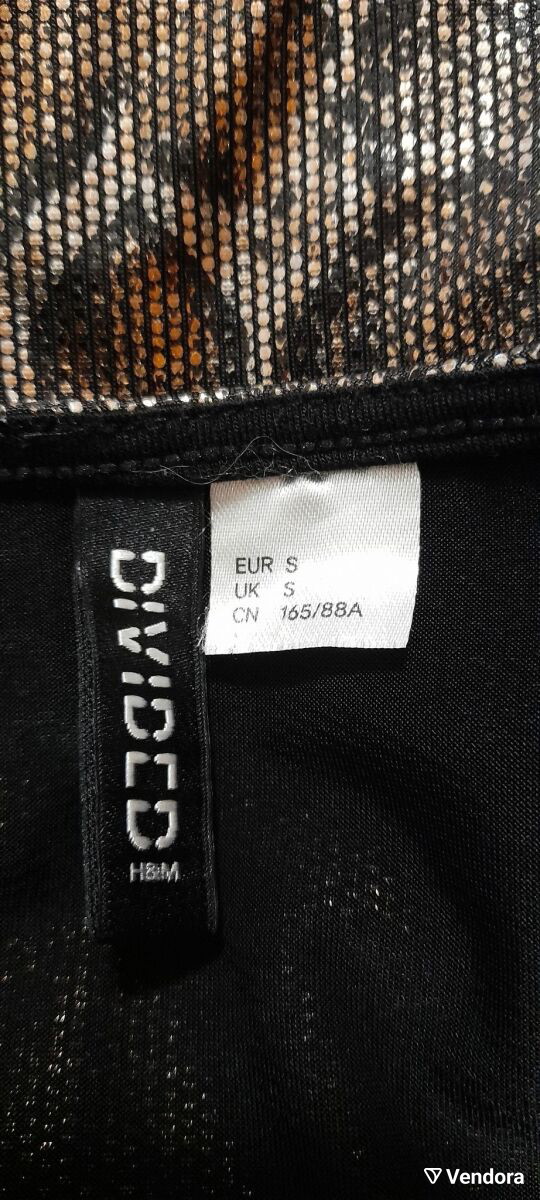 EUR S
UK S
CN 165/88A
DIVIDED
H&M
Vendora